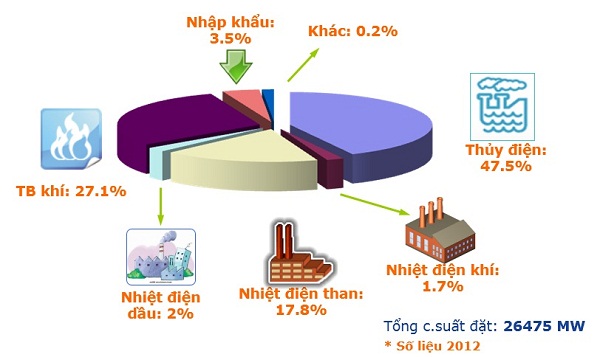 Nhập khẩu:
3.5%
Khác: 0.2%
Thủy điện:
47.5%
TB khí: 27.1%
Nhiệt điện
dầu: 2%
Nhiệt điện than:
17.8%
Nhiệt điện khí:
1.7%
Tổng c.suất đặt: 26475 MW
* Số liệu 2012